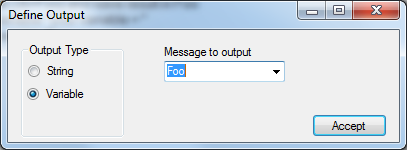 Define Output
Output Type
String
Variable
Message to output
Foo
Accept